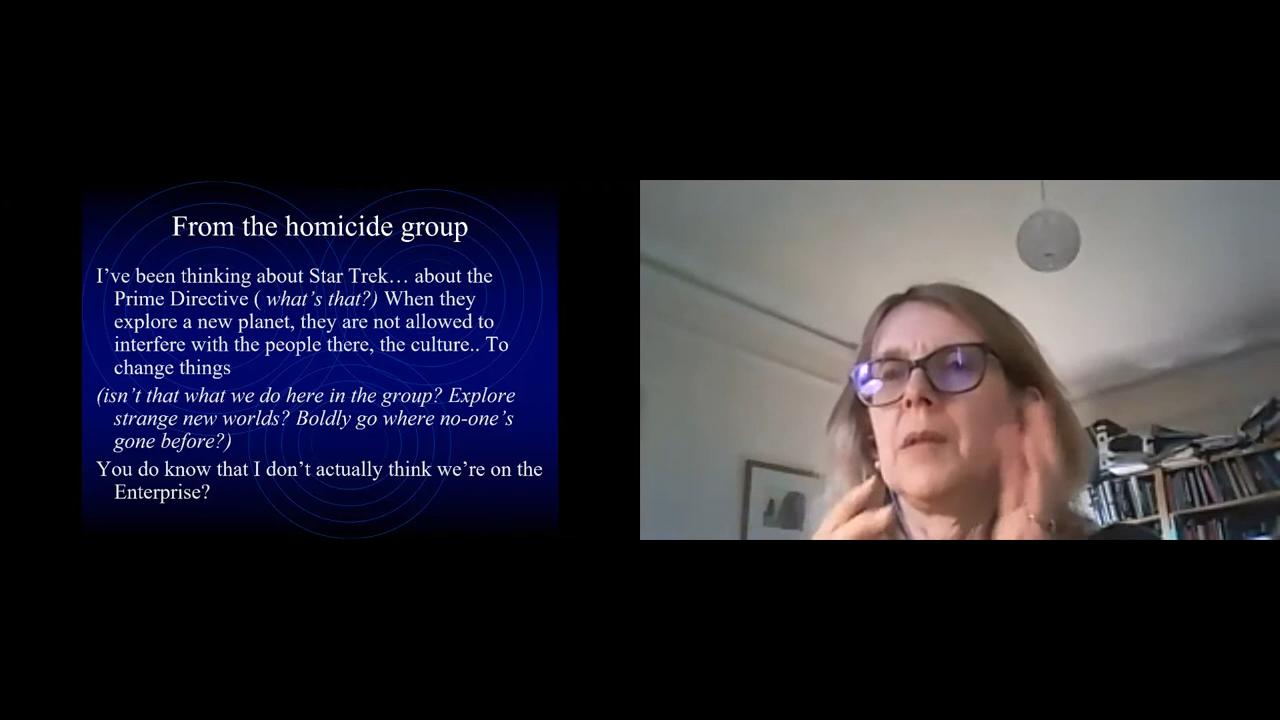 From the homicide group
I’ve been thinking about Star Trek… about the
Prime Directive ( what’s that?) When they
explore a new planet, they are not allowed to
interfere with the people there, the culture.. To
change things
(isn’t that what we do here in the group? Explore
strange new worlds? Boldly go where no-one’s
gone before?)
You do know that I don’t actually think we’re on the
Enterprise?